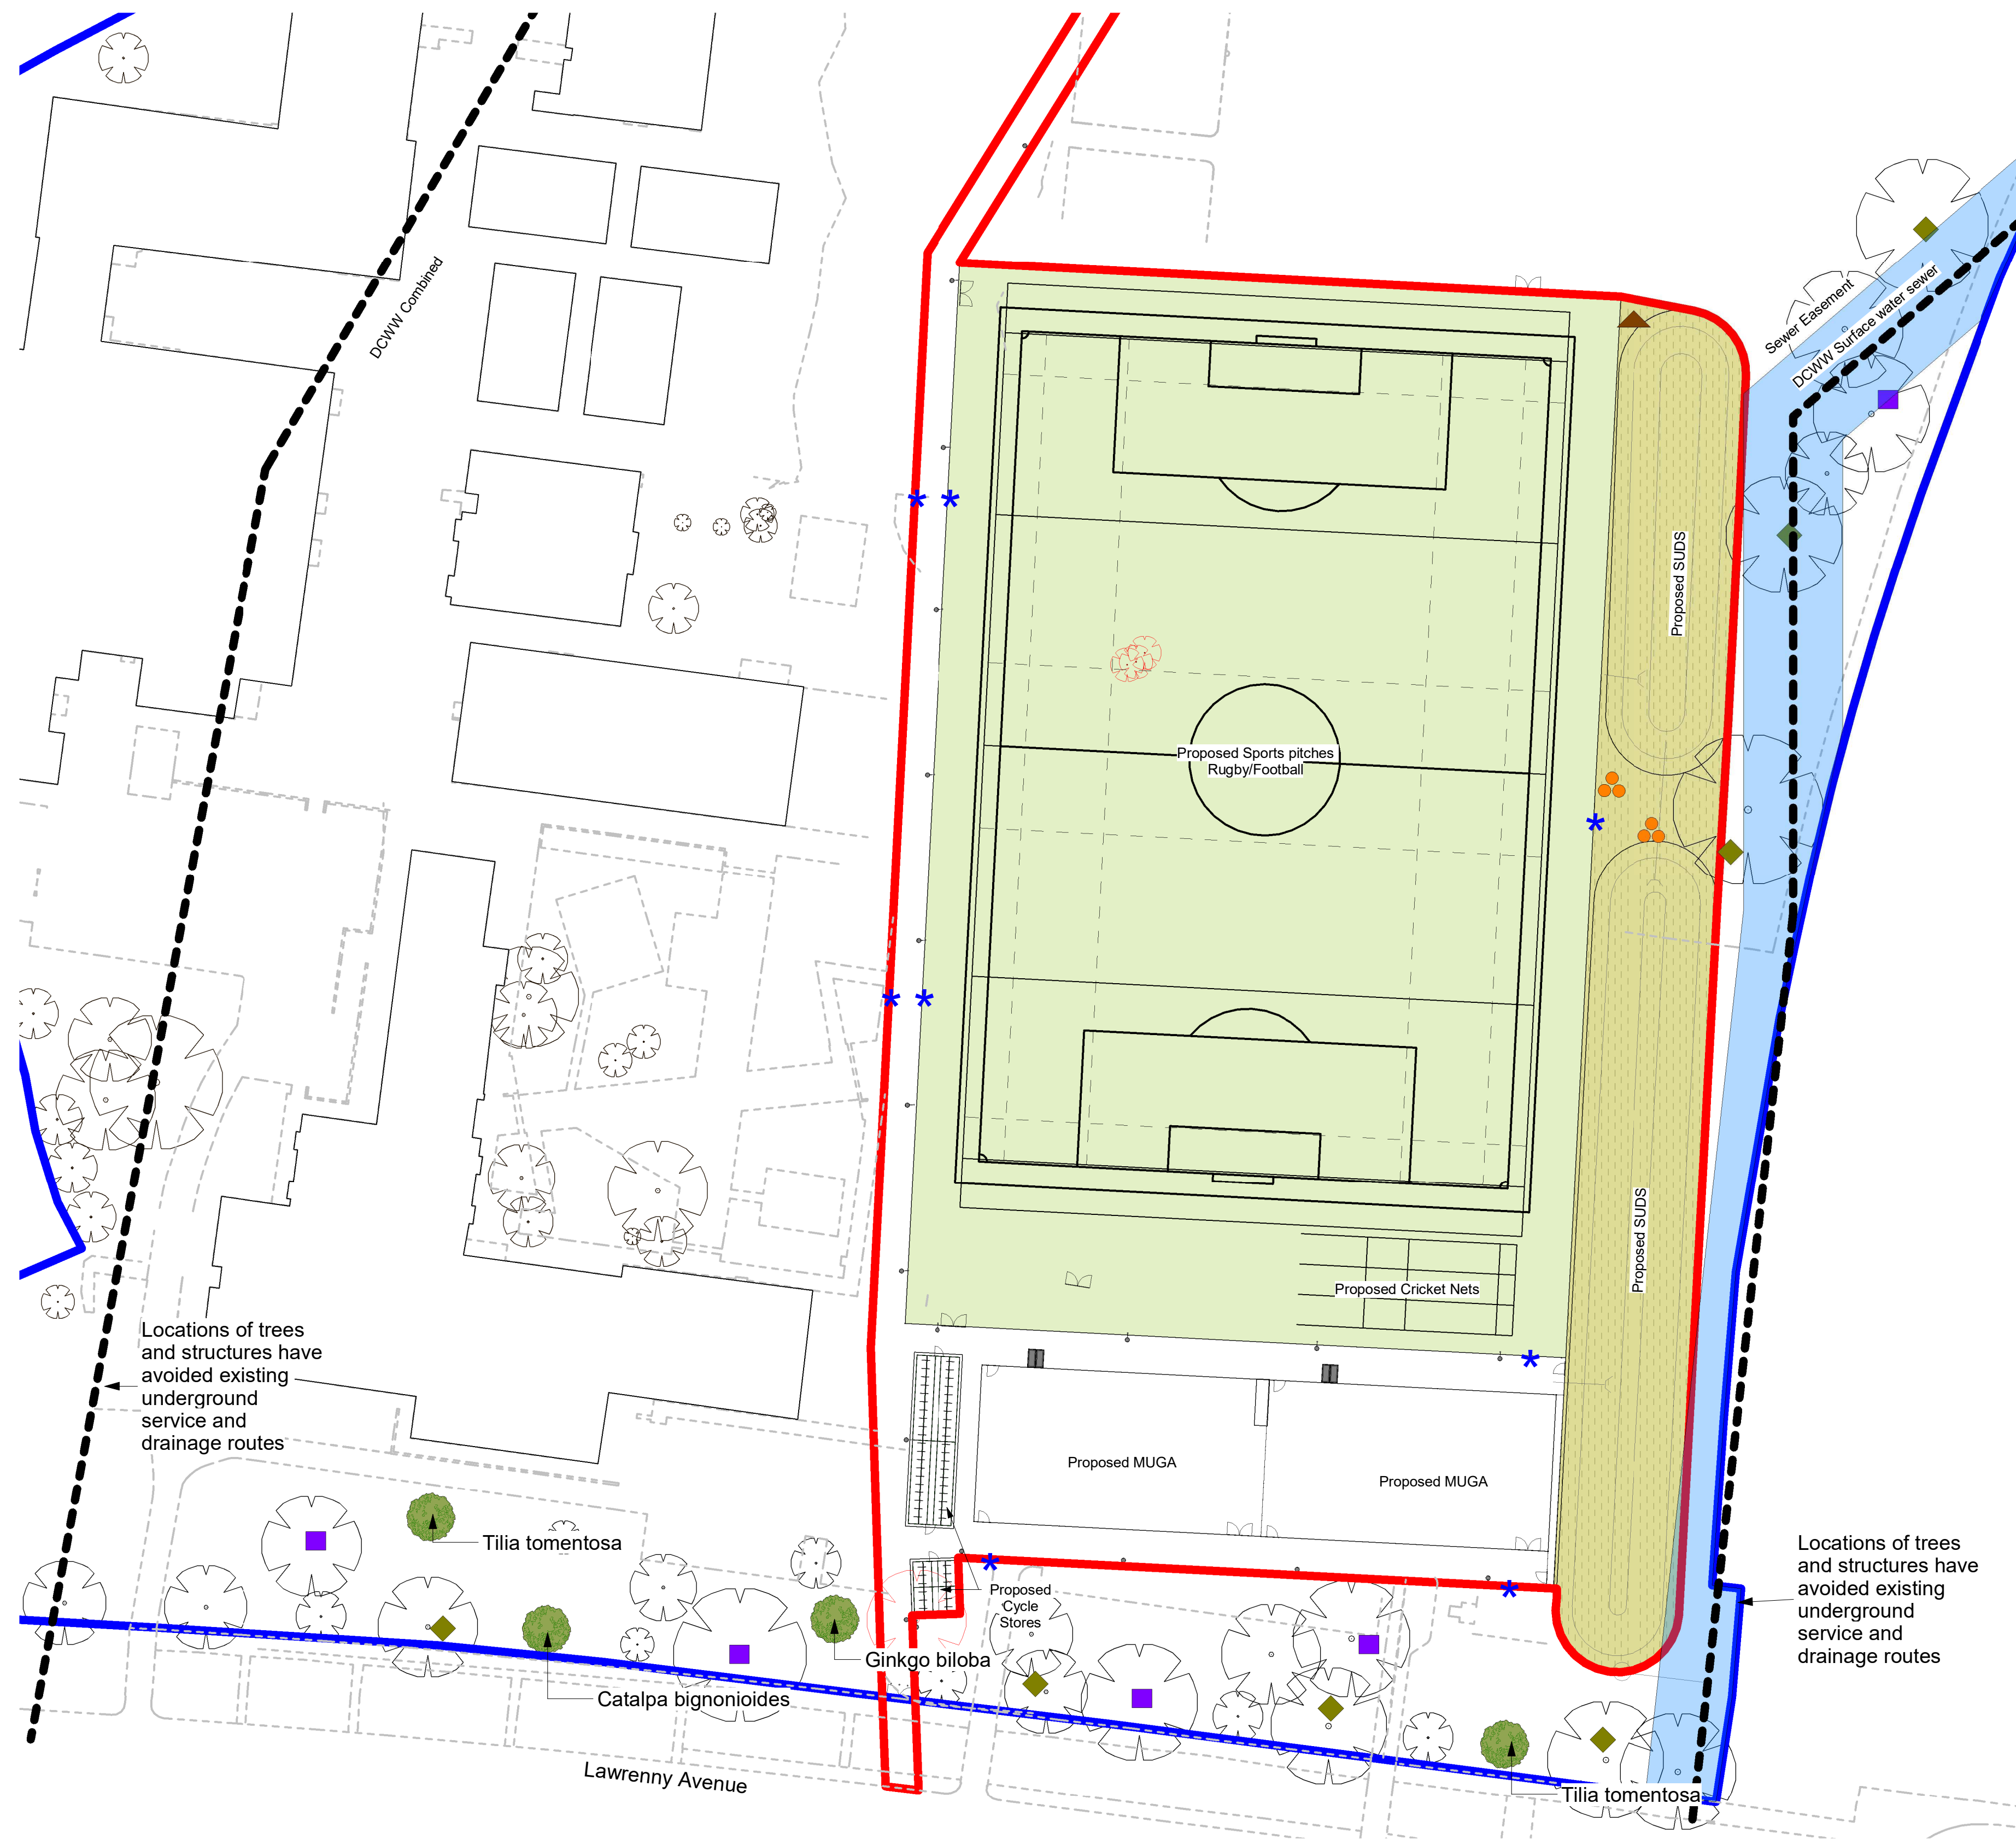 DCWW Combined
Sewer Easement
DCWW Surface water sewer
Proposed SUDS
Proposed Sports pitches
Rugby/Football
Proposed SUDS
Proposed Cricket Nets
Locations of trees
and structures have
avoided existing
underground
service and
drainage routes
Proposed MUGA
Proposed MUGA
Tilia tomentosa
Proposed
Cycle
Stores
Locations of trees
and structures have
avoided existing
underground
service and
drainage routes
Ginkgo biloba
Catalpa bignonioides
Lawrenny Avenue
Tilia tomentosa